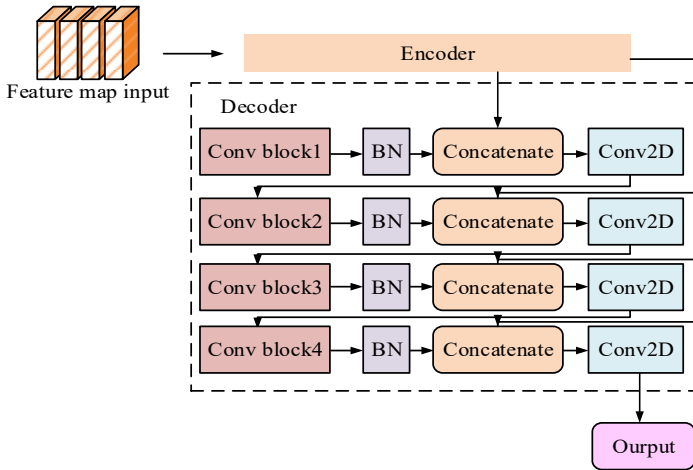 Encoder
Feature map input
Decoder
Conv block1 BN Concatenate Conv2D
Conv block2 BN Concatenate Conv2D
Conv block3 BN Concatenate Conv2D
Conv block4 BN Concatenate Conv2D
Ourput